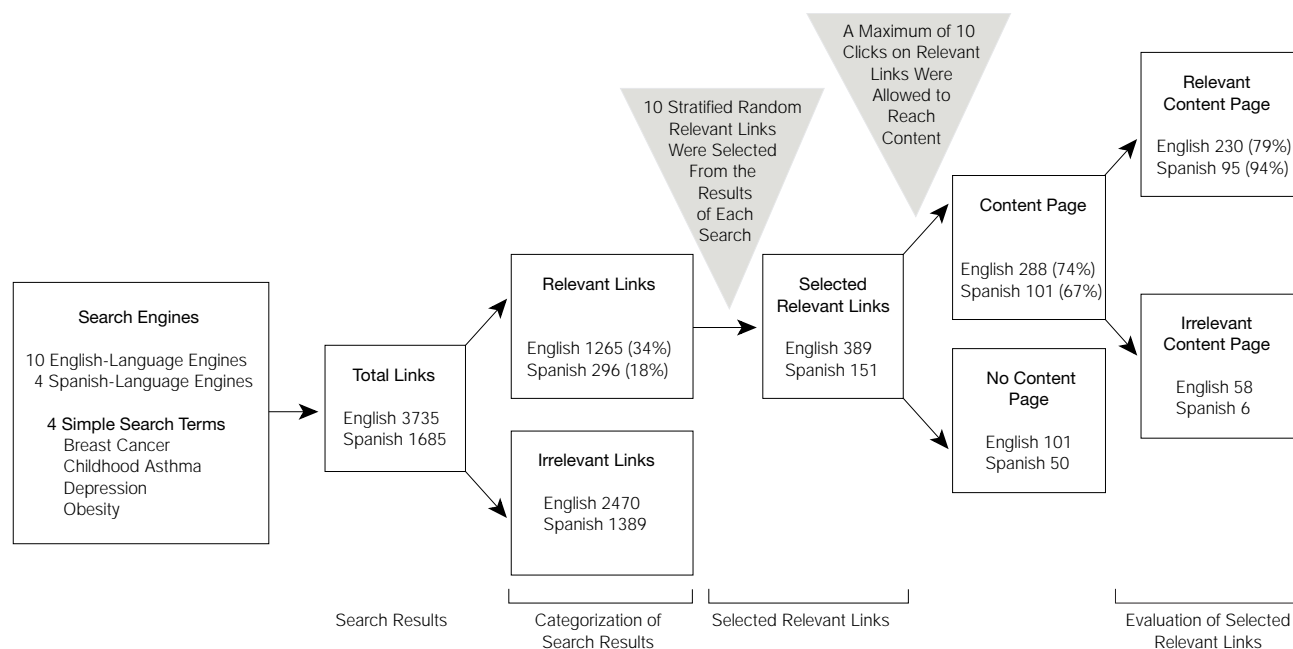 Search Engines
10 English-Language Engines
4 Spanish-Language Engines
4 Simple Search Terms
Breast Cancer
Childhood Asthma
Depression
Obesity
Total Links
English 3735
Spanish 1685
Relevant Links
English 1265 (34%)
Spanish 296 (18%)
Irrelevant Links
English 2470
Spanish 1389
10 Stratified Random
Relevant Links
Were Selected
From the
Results
of Each
Search
Selected
Relevant Links
English 389
Spanish 151
A Maximum of 10
Clicks on Relevant
Links Were
Allowed to
Reach
Content
Content Page
English 288 (74%)
Spanish 101 (67%)
No Content
Page
English 101
Spanish 50
Relevant
Content Page
English 230 (79%)
Spanish 95 (94%)
Irrelevant
Content Page
English 58
Spanish 6
Search Results
Categorization of
Search Results
Selected Relevant Links
Evaluation of Selected
Relevant Links